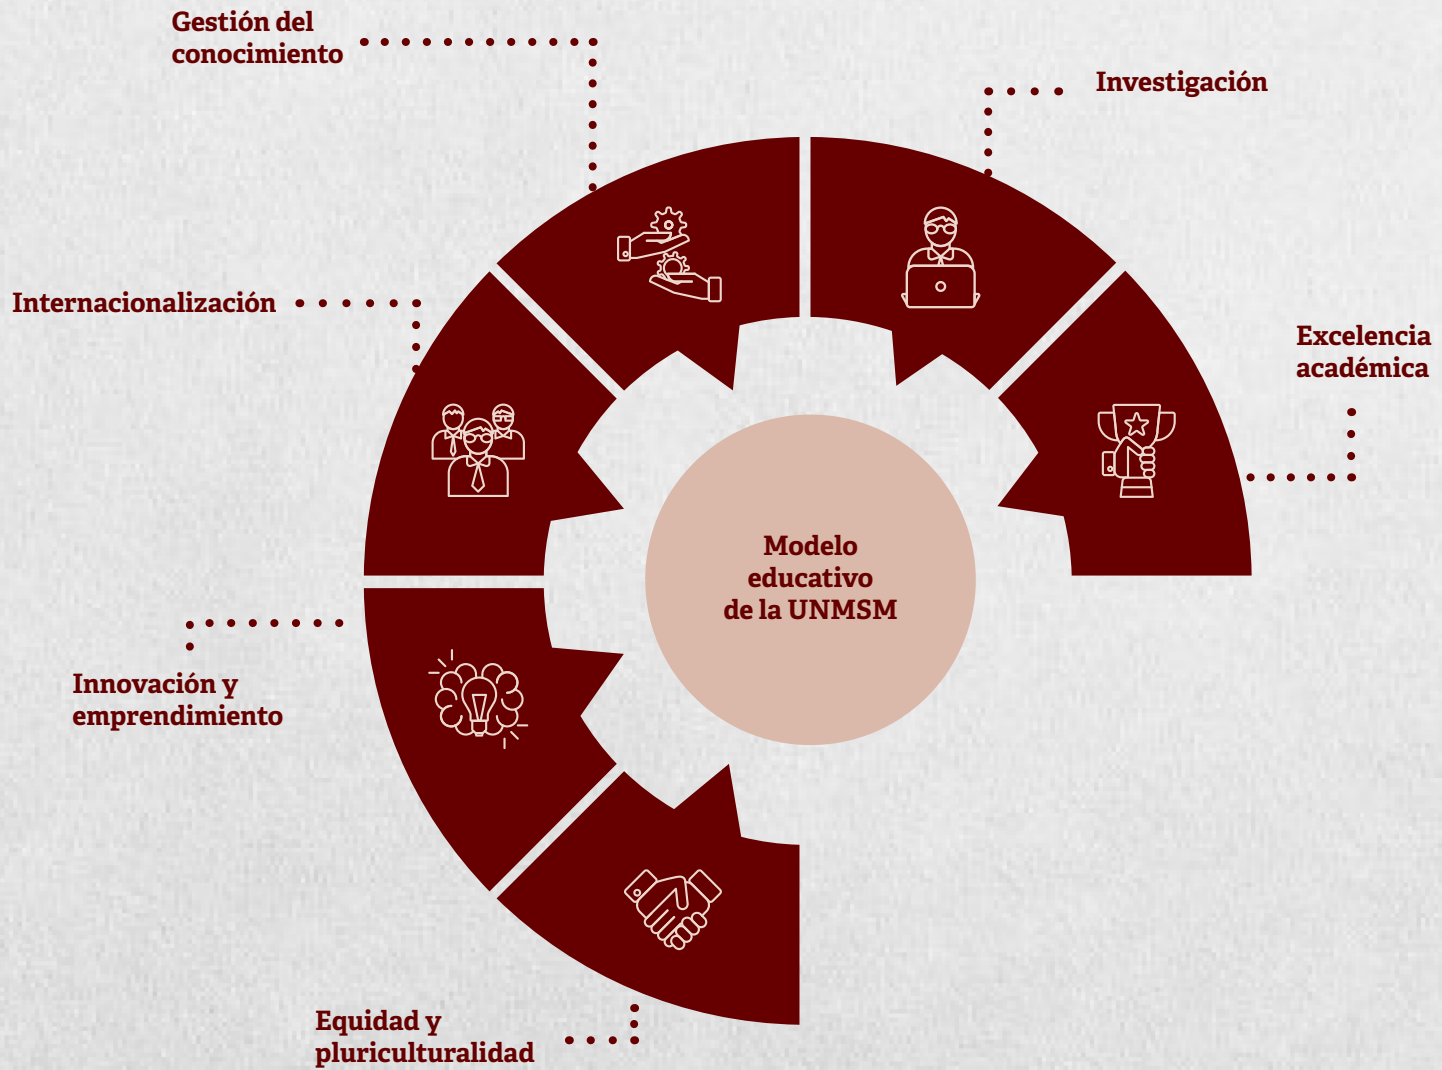 Gestión del
conocimiento
Investigación
Internacionalización
Excelencia
académica
Modelo
educativo
de la UNMSM
Innovación y
emprendimiento
Equidad y
pluriculturalidad